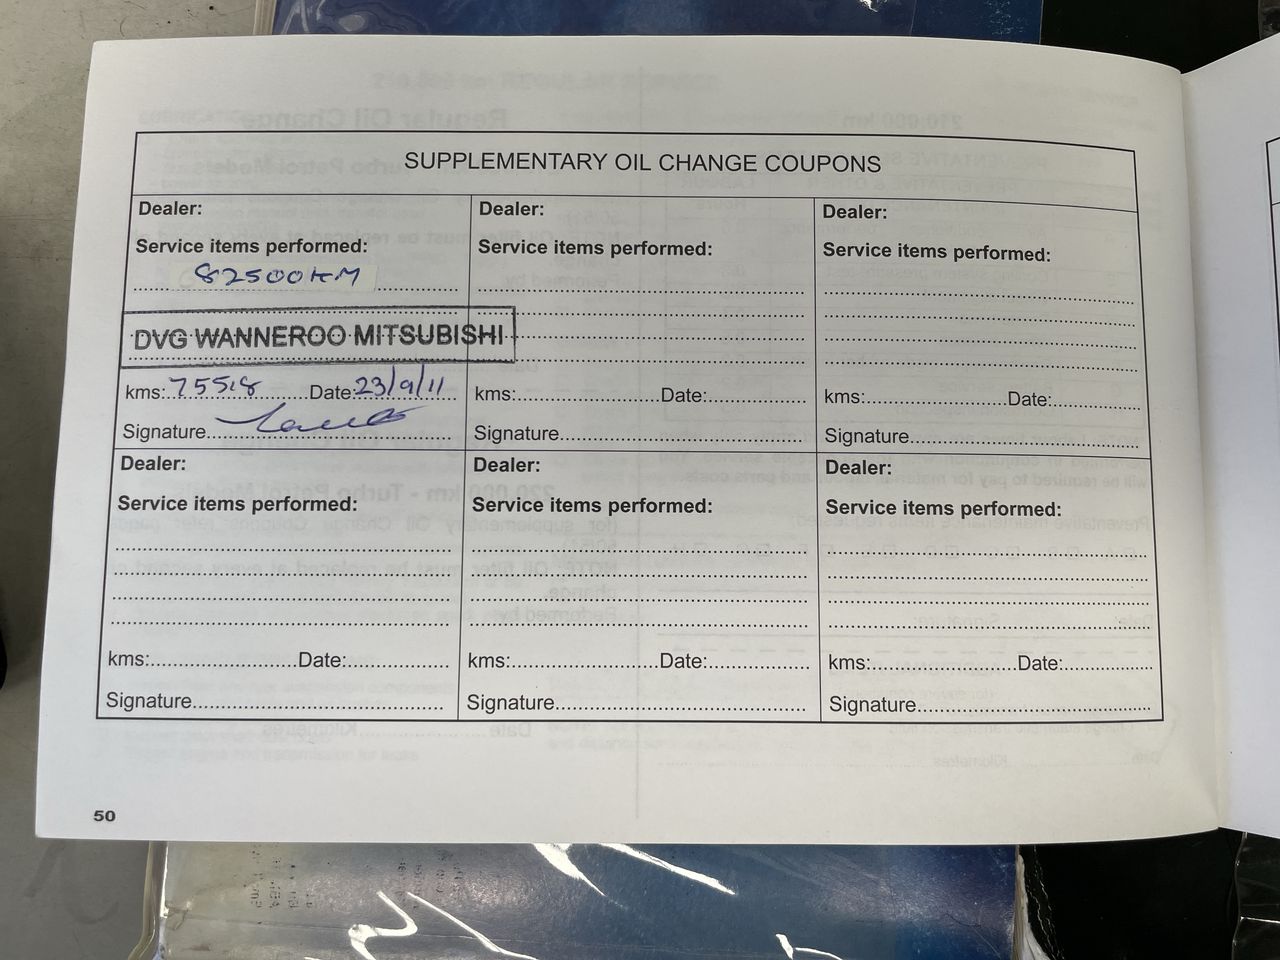 SUPPLEMENTARY OIL CHANGE COUPONS
Dealer:
Service items performed:
82500KM
DVG WANNEROO MITSUBISHI
kms: 75518 Date: 23/9/11
Signature
Dealer:
Service items performed:
kms: Date:
Signature
Dealer:
Service items performed:
kms: Date:
Signature
Dealer:
Service items performed:
kms: Date:
Signature
Dealer:
Service items performed:
kms: Date:
Signature
Dealer:
Service items performed:
kms: Date:
Signature
50